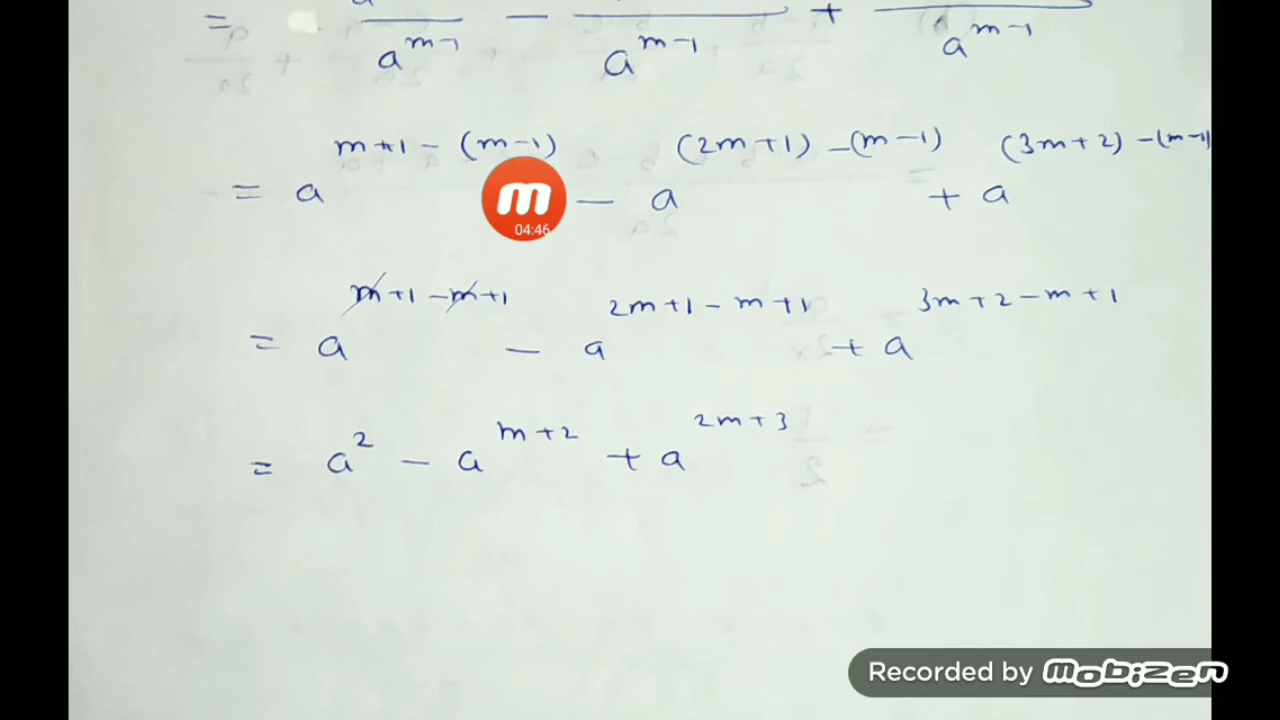 = a^{m-1} - a^{m-1} + a^{m-1}
= a^{m+1-(m-1)} - a^{(2m+1)-(m-1)} + a^{(3m+2)-(m-1)}
m
04:46
= a^{m+1-m+1} - a^{2m+1-m+1} + a^{3m+2-m+1}
= a^2 - a^{m+2} + a^{2m+3}
Recorded by mobizen